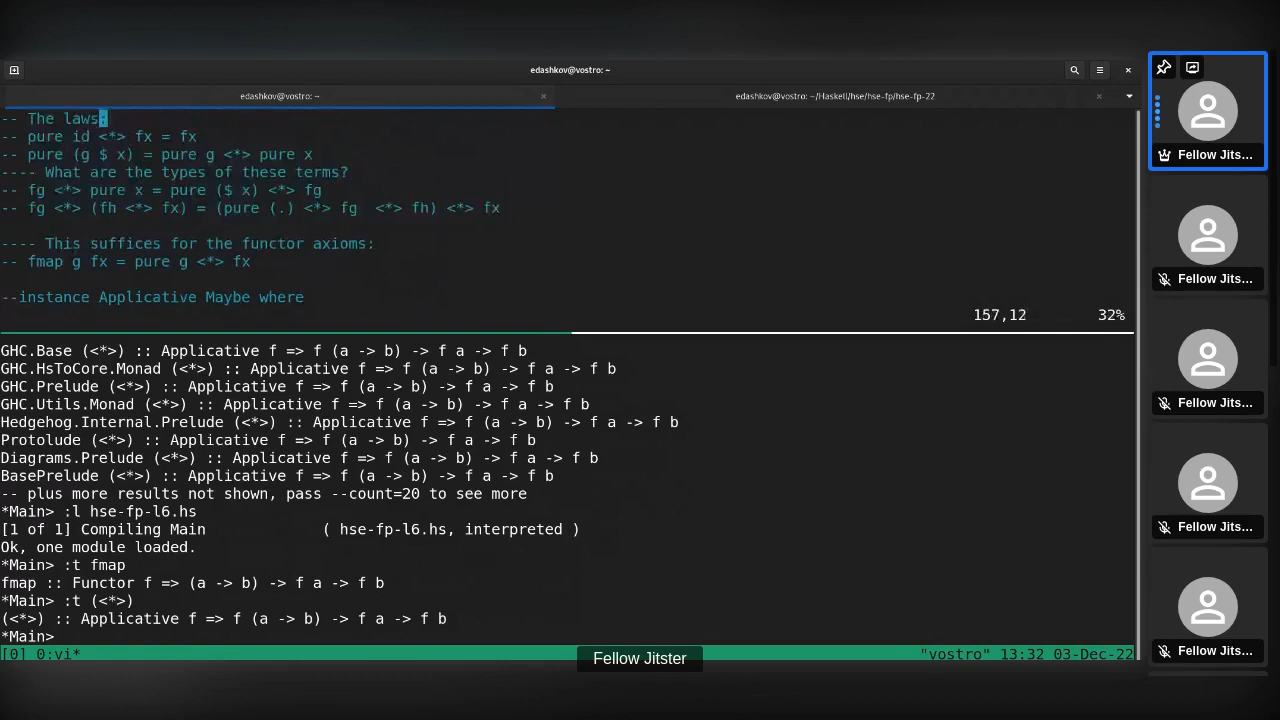 edashkov@vostro: ~
edashkov@vostro: ~
edashkov@vostro: ~/Haskell/hse/hse-fp/hse-fp-22
-- The laws:
-- pure id <*> fx = fx
-- pure (g $ x) = pure g <*> pure x
---- What are the types of these terms?
-- fg <*> pure x = pure ($ x) <*> fg
-- fg <*> (fh <*> fx) = (pure (.) <*> fg  <*> fh) <*> fx
---- This suffices for the functor axioms:
-- fmap g fx = pure g <*> fx
--instance Applicative Maybe where
157,12 32%
GHC.Base (<*>) :: Applicative f => f (a -> b) -> f a -> f b
GHC.HsToCore.Monad (<*>) :: Applicative f => f (a -> b) -> f a -> f b
GHC.Prelude (<*>) :: Applicative f => f (a -> b) -> f a -> f b
GHC.Utils.Monad (<*>) :: Applicative f => f (a -> b) -> f a -> f b
Hedgehog.Internal.Prelude (<*>) :: Applicative f => f (a -> b) -> f a -> f b
Protolude (<*>) :: Applicative f => f (a -> b) -> f a -> f b
Diagrams.Prelude (<*>) :: Applicative f => f (a -> b) -> f a -> f b
BasePrelude (<*>) :: Applicative f => f (a -> b) -> f a -> f b
-- plus more results not shown, pass --count=20 to see more
*Main> :l hse-fp-l6.hs
[1 of 1] Compiling Main             ( hse-fp-l6.hs, interpreted )
Ok, one module loaded.
*Main> :t fmap
fmap :: Functor f => (a -> b) -> f a -> f b
*Main> :t (<*>)
(<*>) :: Applicative f => f (a -> b) -> f a -> f b
*Main>
[0] 0:vi* "vostro" 13:32 03-Dec-22
Fellow Jitster
Fellow Jits...
Fellow Jits...
Fellow Jits...
Fellow Jits...
Fellow Jits...